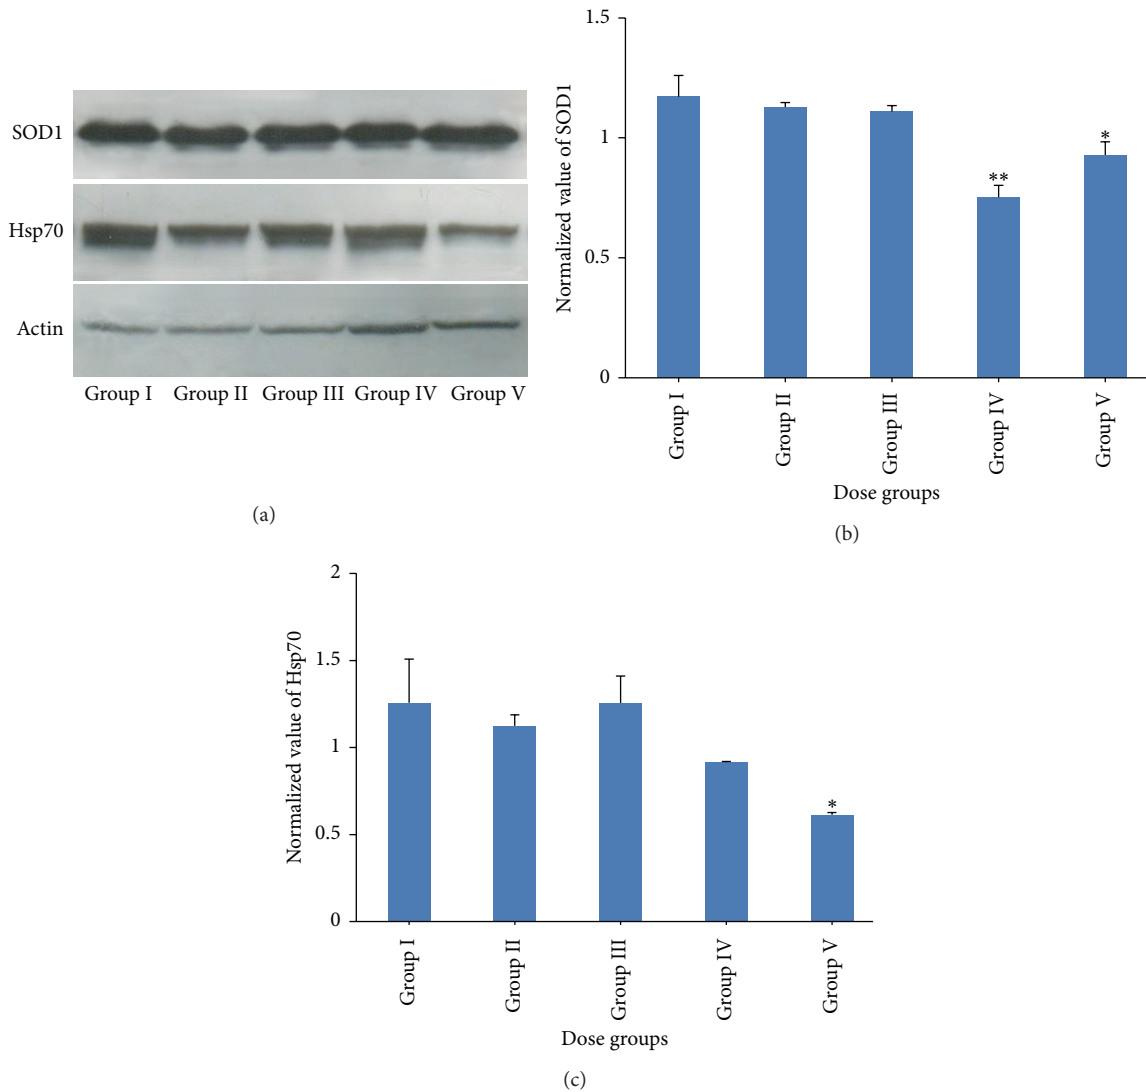 SOD1
Hsp70
Actin
Group I Group II Group III Group IV Group V
(a)
Normalized value of SOD1
1.5
1
0.5
0
**
*
Group I
Group II
Group III
Group IV
Group V
Dose groups
(b)
Normalized value of Hsp70
2
1.5
1
0.5
0
*
Group I
Group II
Group III
Group IV
Group V
Dose groups
(c)